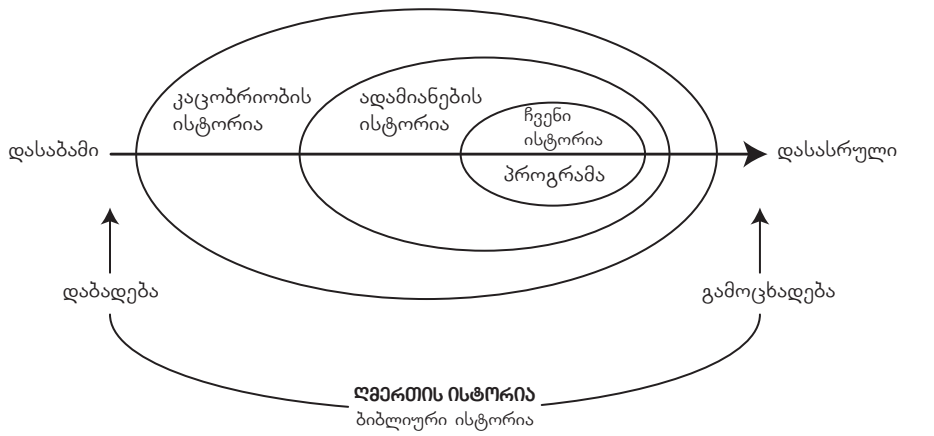 კაცობრიობის
ისტორია
ადამიანების
ისტორია
ჩვენი
ისტორია
დასაბამი
დასასრული
პროგრამა
დაბადება
გამოცხადება
ღმერთის ისტორია
ბიბლიური ისტორია